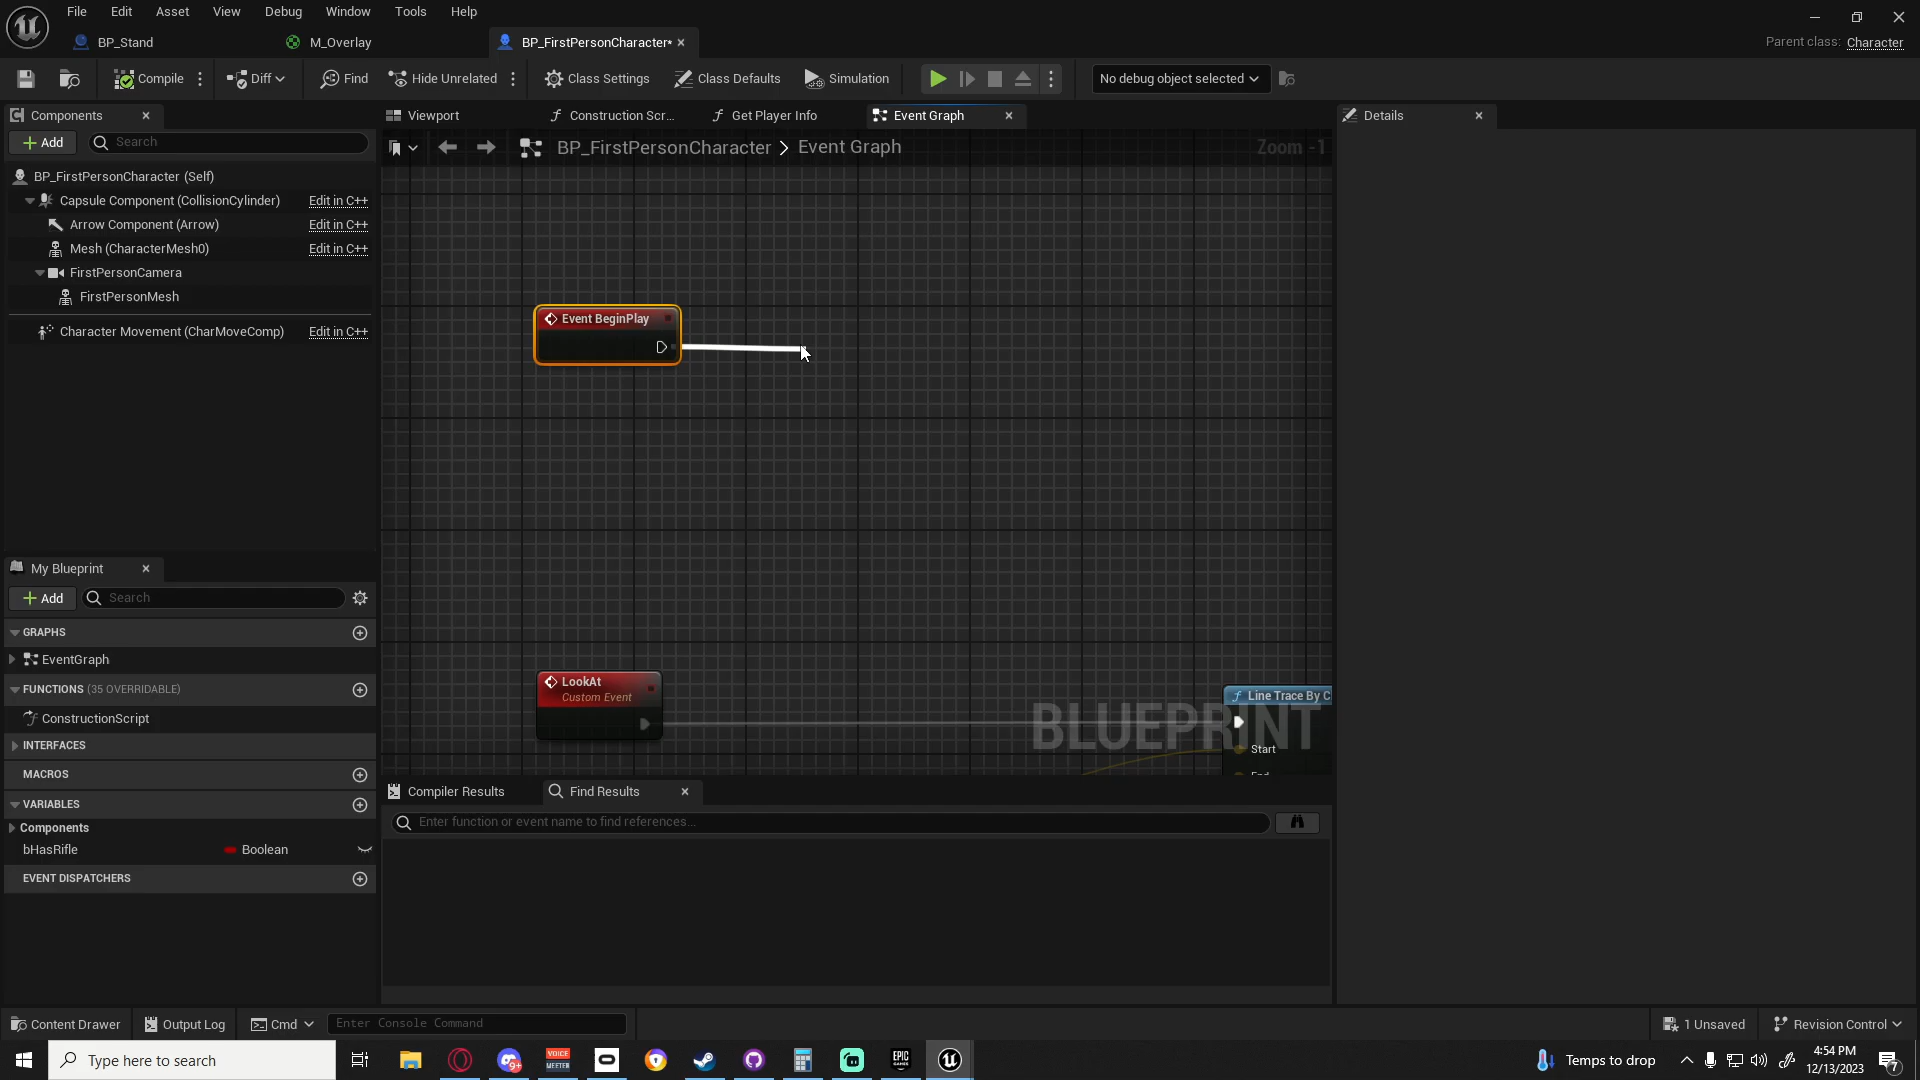 File Edit Asset View Debug Window Tools Help
BP_Stand M_Overlay BP_FirstPersonCharacter* Parent class: Character
Compile Diff Find Hide Unrelated Class Settings Class Defaults Simulation No debug object selected
Components Viewport Construction Scr... Get Player Info Event Graph Details
Add Search
BP_FirstPersonCharacter > Event Graph Zoom -1
BP_FirstPersonCharacter (Self)
Capsule Component (CollisionCylinder) Edit in C++
Arrow Component (Arrow) Edit in C++
Mesh (CharacterMesh0) Edit in C++
FirstPersonCamera
FirstPersonMesh
Character Movement (CharMoveComp) Edit in C++
Event BeginPlay
My Blueprint
Add Search
GRAPHS
EventGraph
FUNCTIONS (35 OVERRIDABLE)
ConstructionScript
INTERFACES
MACROS
VARIABLES
Components
bHasRifle Boolean
EVENT DISPATCHERS
LookAt
Custom Event
Line Trace By C
Start
End
BLUEPRINT
Compiler Results Find Results
Enter function or event name to find references...
Content Drawer Output Log Cmd Enter Console Command 1 Unsaved Revision Control
Type here to search
VOICE
MEETER
9+
EPIC
GAMES
Temps to drop
4:54 PM
12/13/2023
7